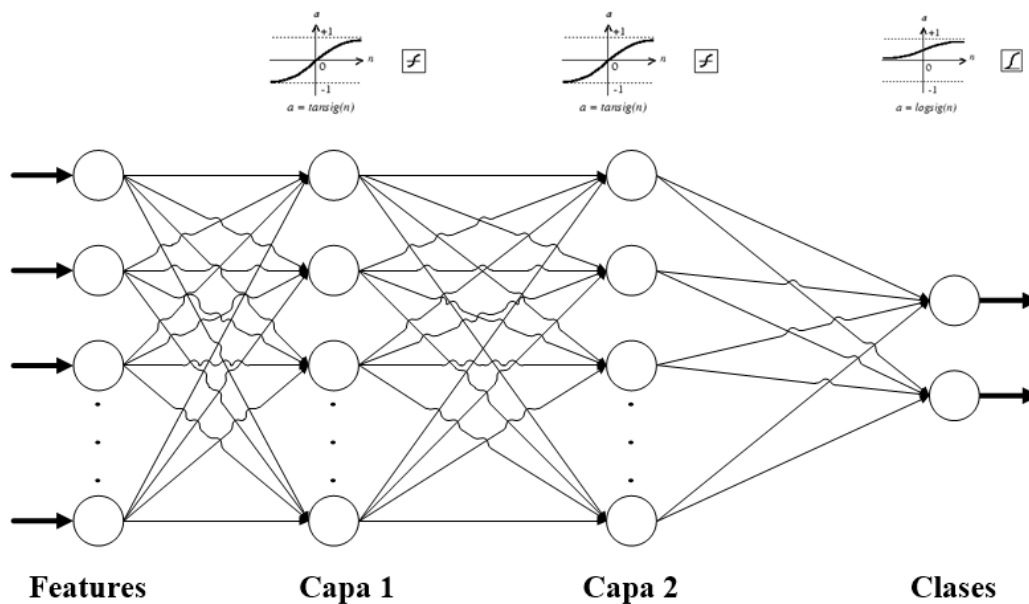 a
+1
n
0
-1
a = tansig(n)
a
+1
n
0
-1
a = tansig(n)
a
+1
n
0
-1
a = logsig(n)
Features
Capa 1
Capa 2
Clases